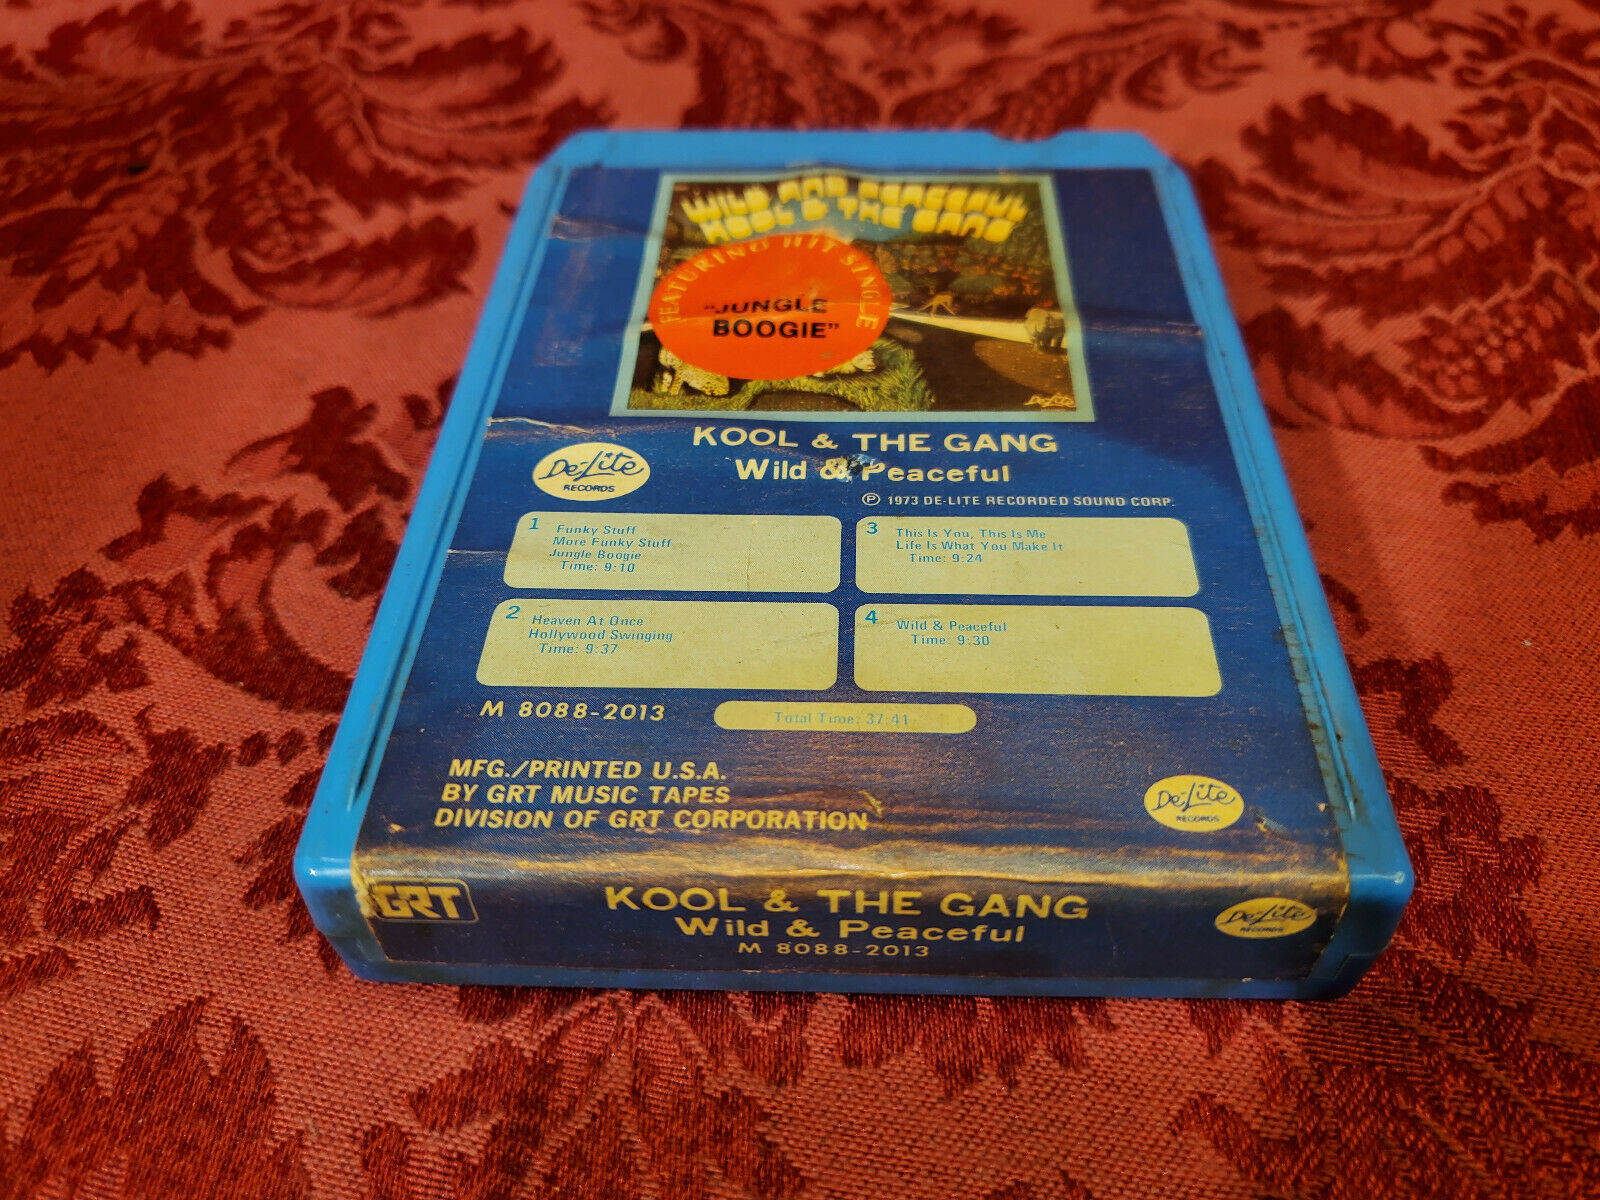 WILD AND PEACEFUL
KOOL & THE GANG
FEATURING HIT SINGLE
"JUNGLE
BOOGIE"
De-Lite
KOOL & THE GANG
Wild & Peaceful
De-Lite
RECORDS
℗ 1973 DE-LITE RECORDED SOUND CORP.
1
Funky Stuff
More Funky Stuff
Jungle Boogie
Time: 9:10
3
This Is You, This Is Me
Life Is What You Make It
Time: 9:24
2
Heaven At Once
Hollywood Swinging
Time: 9:37
4
Wild & Peaceful
Time: 9:30
M 8088-2013
Total Time: 37:41
MFG./PRINTED U.S.A.
BY GRT MUSIC TAPES
DIVISION OF GRT CORPORATION
De-Lite
RECORDS
GRT
KOOL & THE GANG
Wild & Peaceful
M 8088-2013
De-Lite
RECORDS